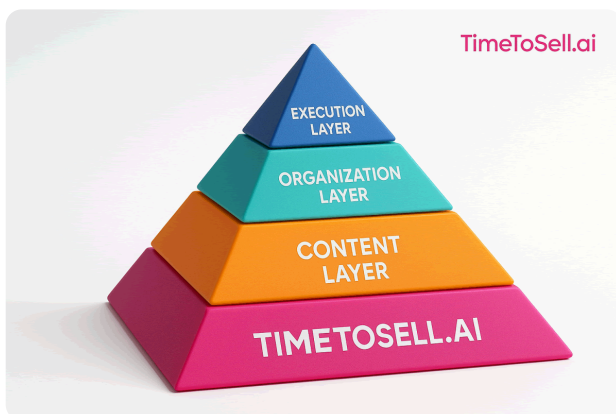 TimeToSell.ai
EXECUTION
LAYER
ORGANIZATION
LAYER
CONTENT
LAYER
TIMETOSELL.AI